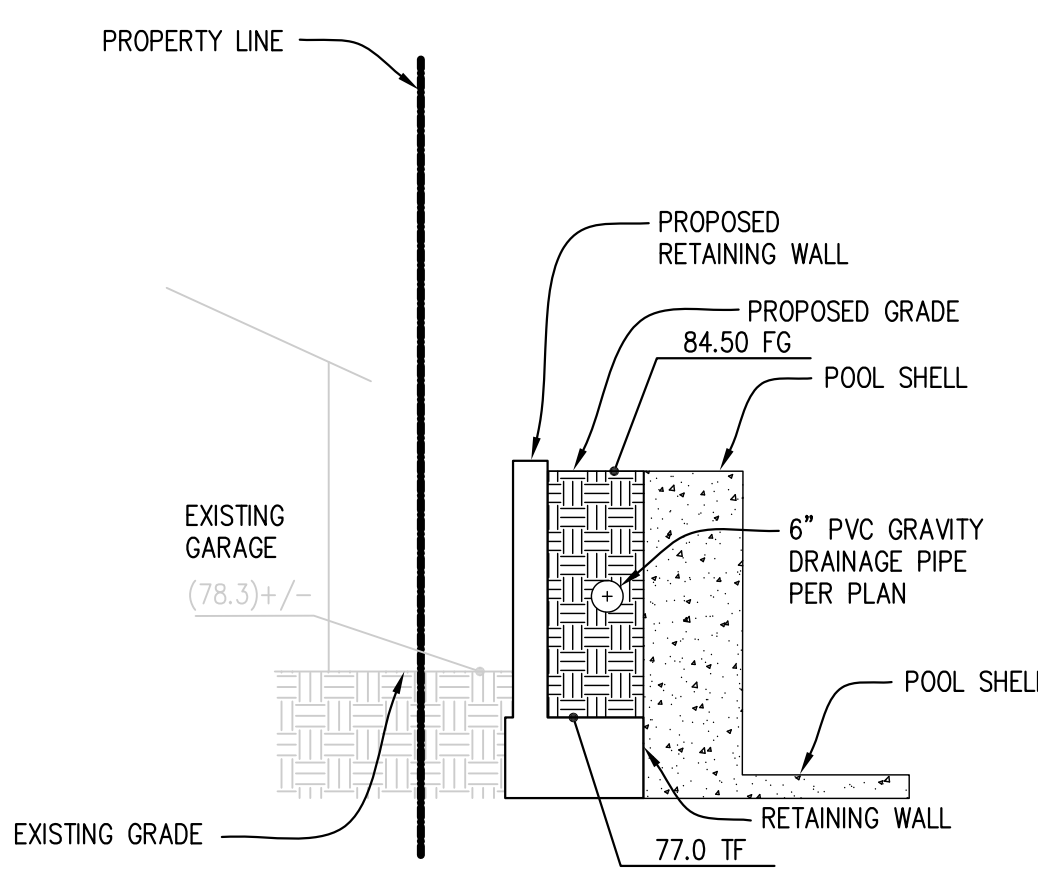 PROPERTY LINE
PROPOSED
RETAINING WALL
PROPOSED GRADE
84.50 FG
POOL SHELL
EXISTING
GARAGE
(78.3)+/-
6" PVC GRAVITY
DRAINAGE PIPE
PER PLAN
POOL SHELL
EXISTING GRADE
RETAINING WALL
77.0 TF